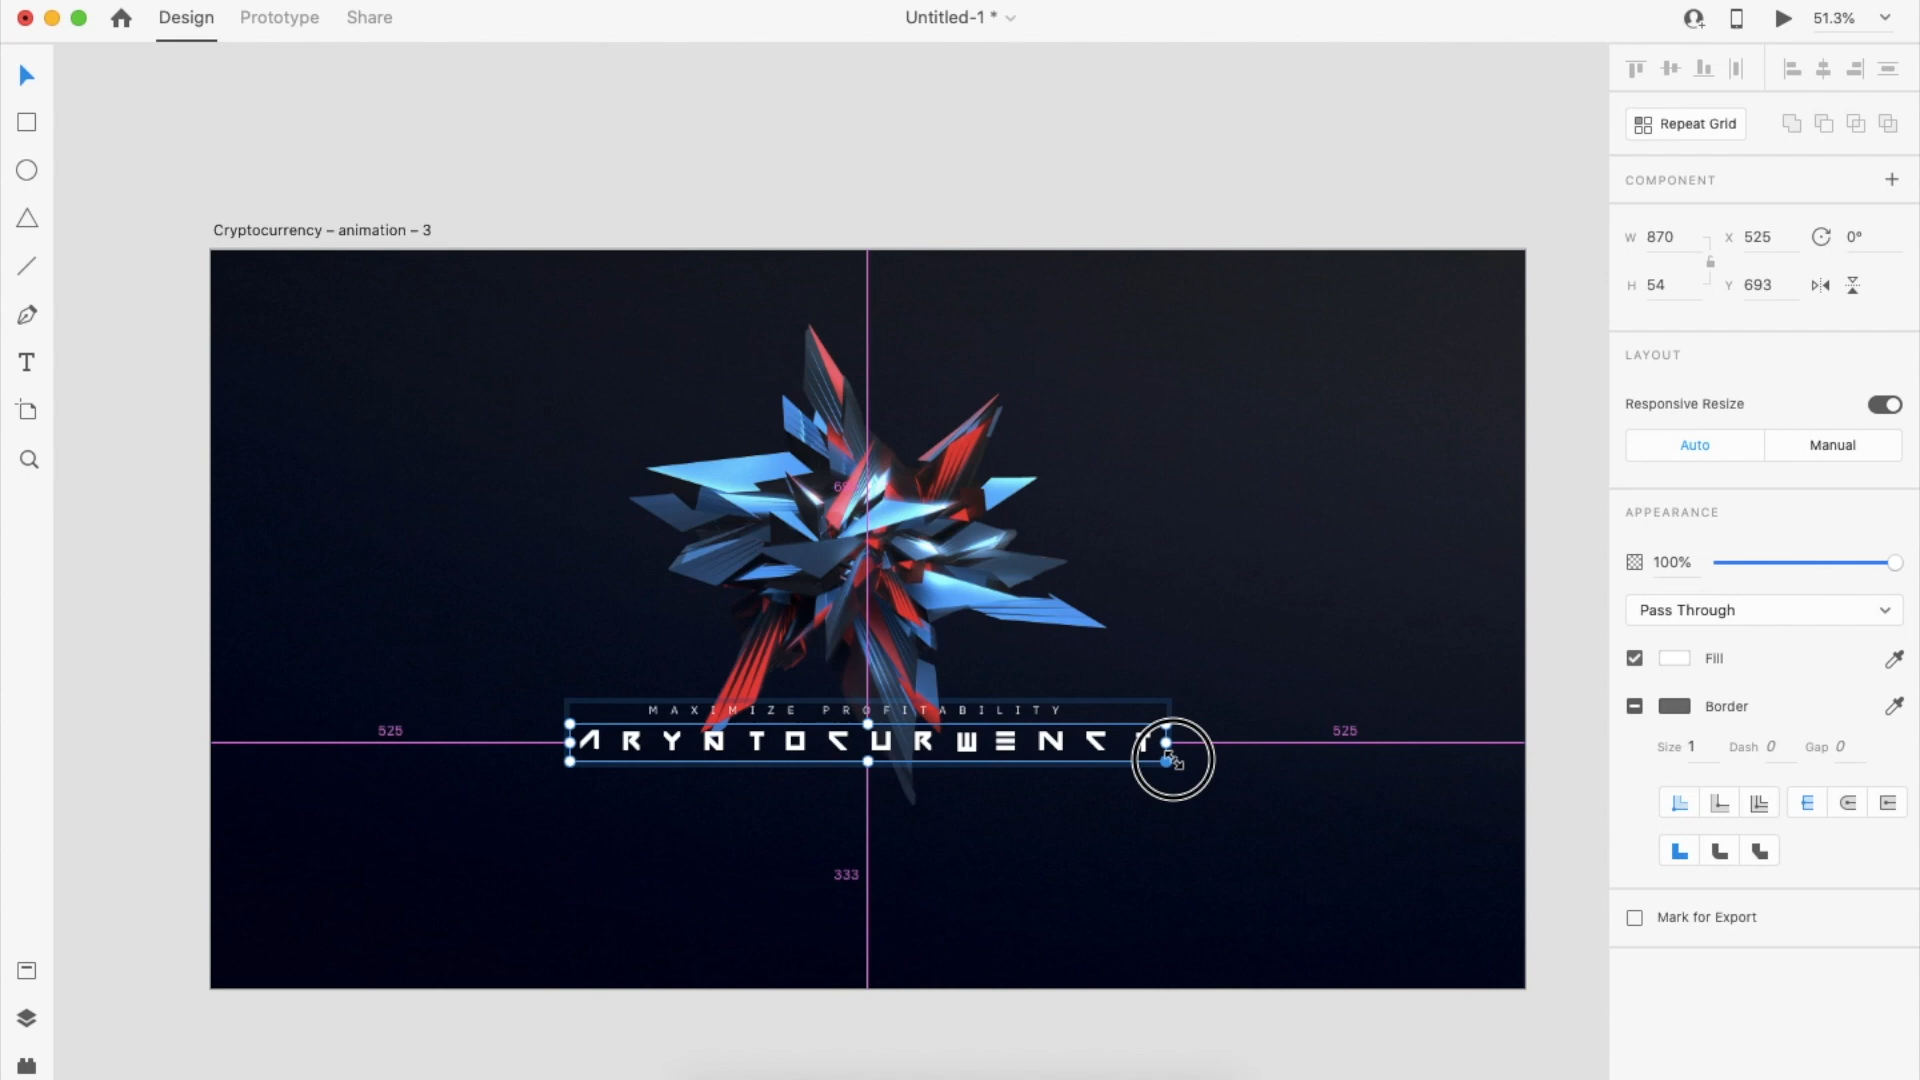 Design Prototype Share Untitled-1 * 51.3%
Repeat Grid
COMPONENT
W 870 X 525 0°
H 54 Y 693
LAYOUT
Responsive Resize
Auto Manual
APPEARANCE
100%
Pass Through
Fill
Border
Size 1 Dash 0 Gap 0
Mark for Export
Cryptocurrency – animation – 3
MAXIMIZE PROFITABILITY
525
525
333